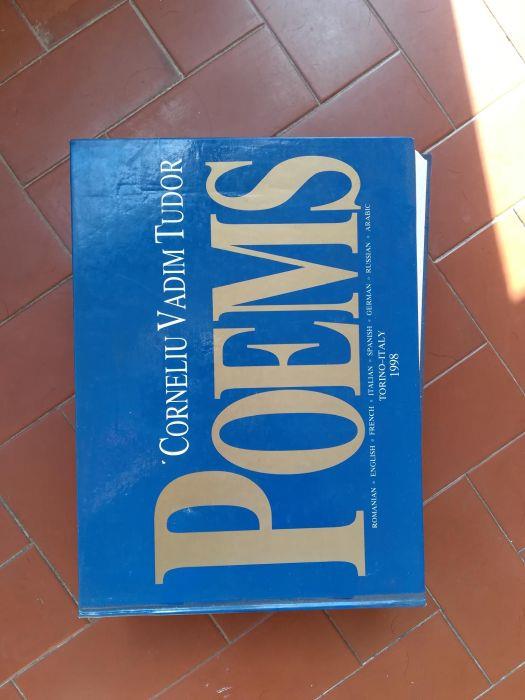 CORNELIU VADIM TUDOR
POEMS
ROMANIAN • ENGLISH • FRENCH • ITALIAN • SPANISH • GERMAN • RUSSIAN • ARABIC
TORINO-ITALY
1998